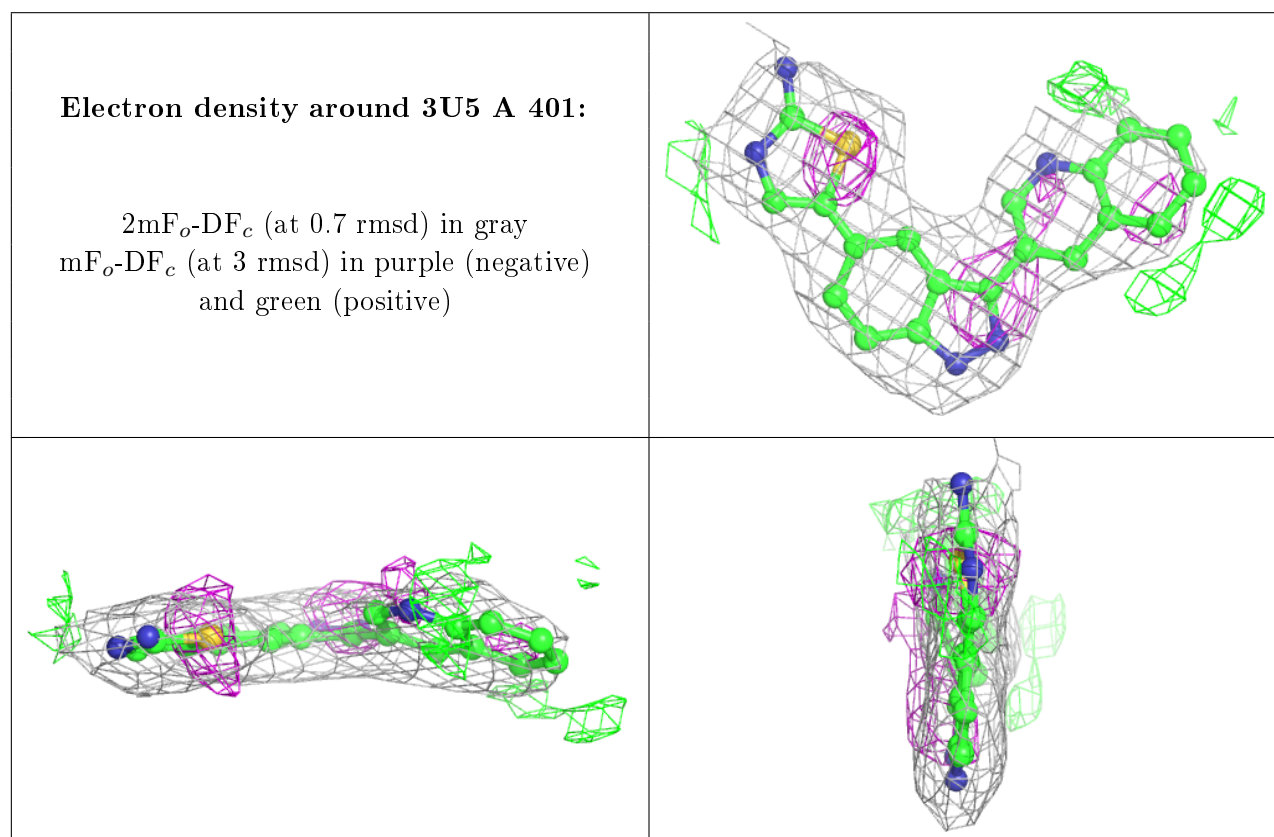 Electron density around 3U5 A 401:
2mFₒ-DF𝒸 (at 0.7 rmsd) in gray
mFₒ-DF𝒸 (at 3 rmsd) in purple (negative)
and green (positive)